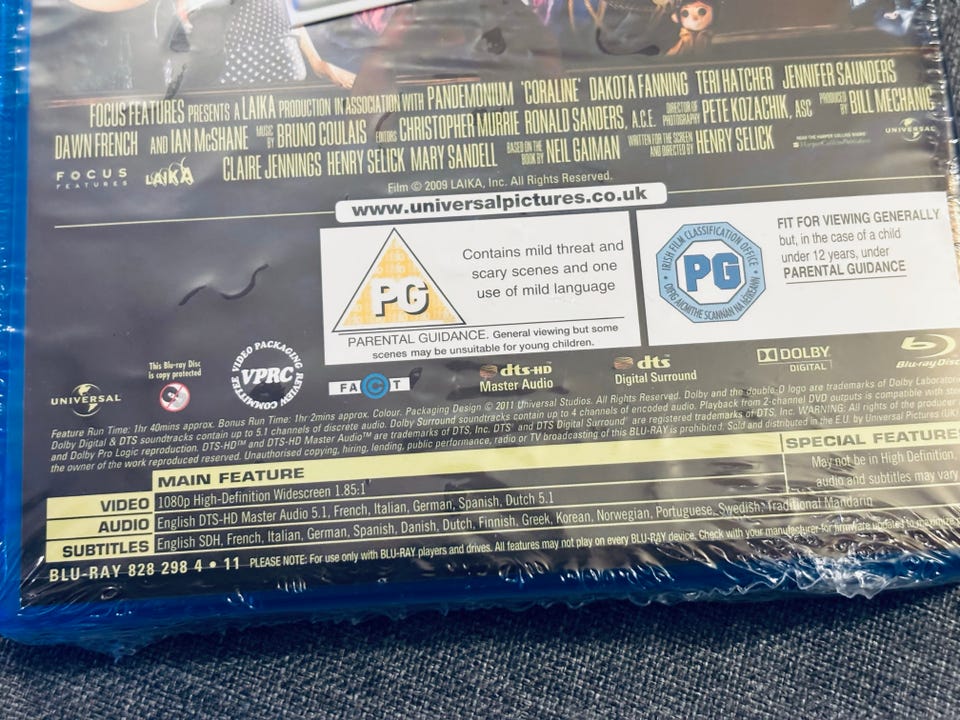 FOCUS FEATURES PRESENTS A LAIKA PRODUCTION IN ASSOCIATION WITH PANDEMONIUM 'CORALINE' DAKOTA FANNING TERI HATCHER JENNIFER SAUNDERS
DAWN FRENCH AND IAN McSHANE MUSIC BY BRUNO COULAIS EDITORS CHRISTOPHER MURRIE RONALD SANDERS, A.C.E. DIRECTOR OF PHOTOGRAPHY PETE KOZACHIK, ASC PRODUCED BY BILL MECHANIC
CLAIRE JENNINGS HENRY SELICK MARY SANDELL BASED ON THE BOOK BY NEIL GAIMAN WRITTEN FOR THE SCREEN AND DIRECTED BY HENRY SELICK
FOCUS FEATURES
LAIKA
READ THE HARPER COLLINS BOOKS
UNIVERSAL
Film © 2009 LAIKA, Inc. All Rights Reserved.
www.universalpictures.co.uk
PG
Contains mild threat and
scary scenes and one
use of mild language
PARENTAL GUIDANCE. General viewing but some
scenes may be unsuitable for young children.
IRISH FILM CLASSIFICATION OFFICE
PG
OIFIG AICMITHE SCANNÁN NA hÉIREANN
FIT FOR VIEWING GENERALLY
but, in the case of a child
under 12 years, under
PARENTAL GUIDANCE
UNIVERSAL
This Blu-ray Disc
is copy protected
VIDEO PACKAGING
VPRC
REVIEW COMMITTEE
FACT
dts-HD
Master Audio
dts
Digital Surround
DOLBY
DIGITAL
Blu-ray Disc
Feature Run Time: 1hr 40mins approx. Bonus Run Time: 1hr 2mins approx. Colour. Packaging Design © 2011 Universal Studios. All Rights Reserved. Dolby and the double-D logo are trademarks of Dolby Laborator
Dolby Digital & DTS soundtracks contain up to 5.1 channels of discrete audio. Dolby Surround soundtracks contain up to 4 channels of encoded audio. Playback from 2-channel DVD outputs is compatible with ste
and Dolby Pro Logic reproduction. DTS-HD™ and DTS-HD Master Audio™ are trademarks of DTS, Inc. DTS® and DTS Digital Surround® are registered trademarks of DTS, Inc. WARNING: All rights of the producer
the owner of the work reproduced reserved. Unauthorised copying, hiring, lending, public performance, radio or TV broadcasting of this BLU-RAY is prohibited. Sold and distributed in the E.U. by Universal Pictures (UK)
MAIN FEATURE
SPECIAL FEATURES
VIDEO 1080p High-Definition Widescreen 1.85:1
May not be in High Definition,
AUDIO English DTS-HD Master Audio 5.1, French, Italian, German, Spanish, Dutch 5.1
audio and subtitles may vary
SUBTITLES English SDH, French, Italian, German, Spanish, Danish, Dutch, Finnish, Greek, Korean, Norwegian, Portuguese, Swedish, Traditional Mandarin
BLU-RAY 828 298 4 • 11 PLEASE NOTE: For use only with BLU-RAY players and drives. All features may not play on every BLU-RAY device. Check with your manufacturer for firmware updates to maximize